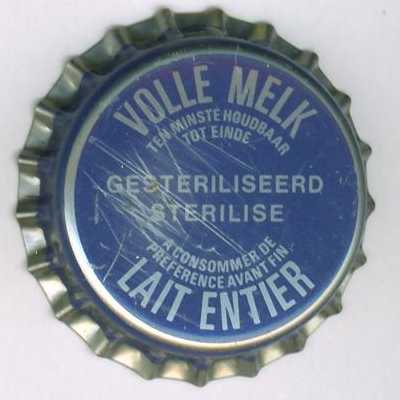 VOLLE MELK
TEN MINSTE HOUDBAAR
TOT EINDE
GESTERILISEERD
STERILISE
A CONSOMMER DE
PREFERENCE AVANT FIN
LAIT ENTIER